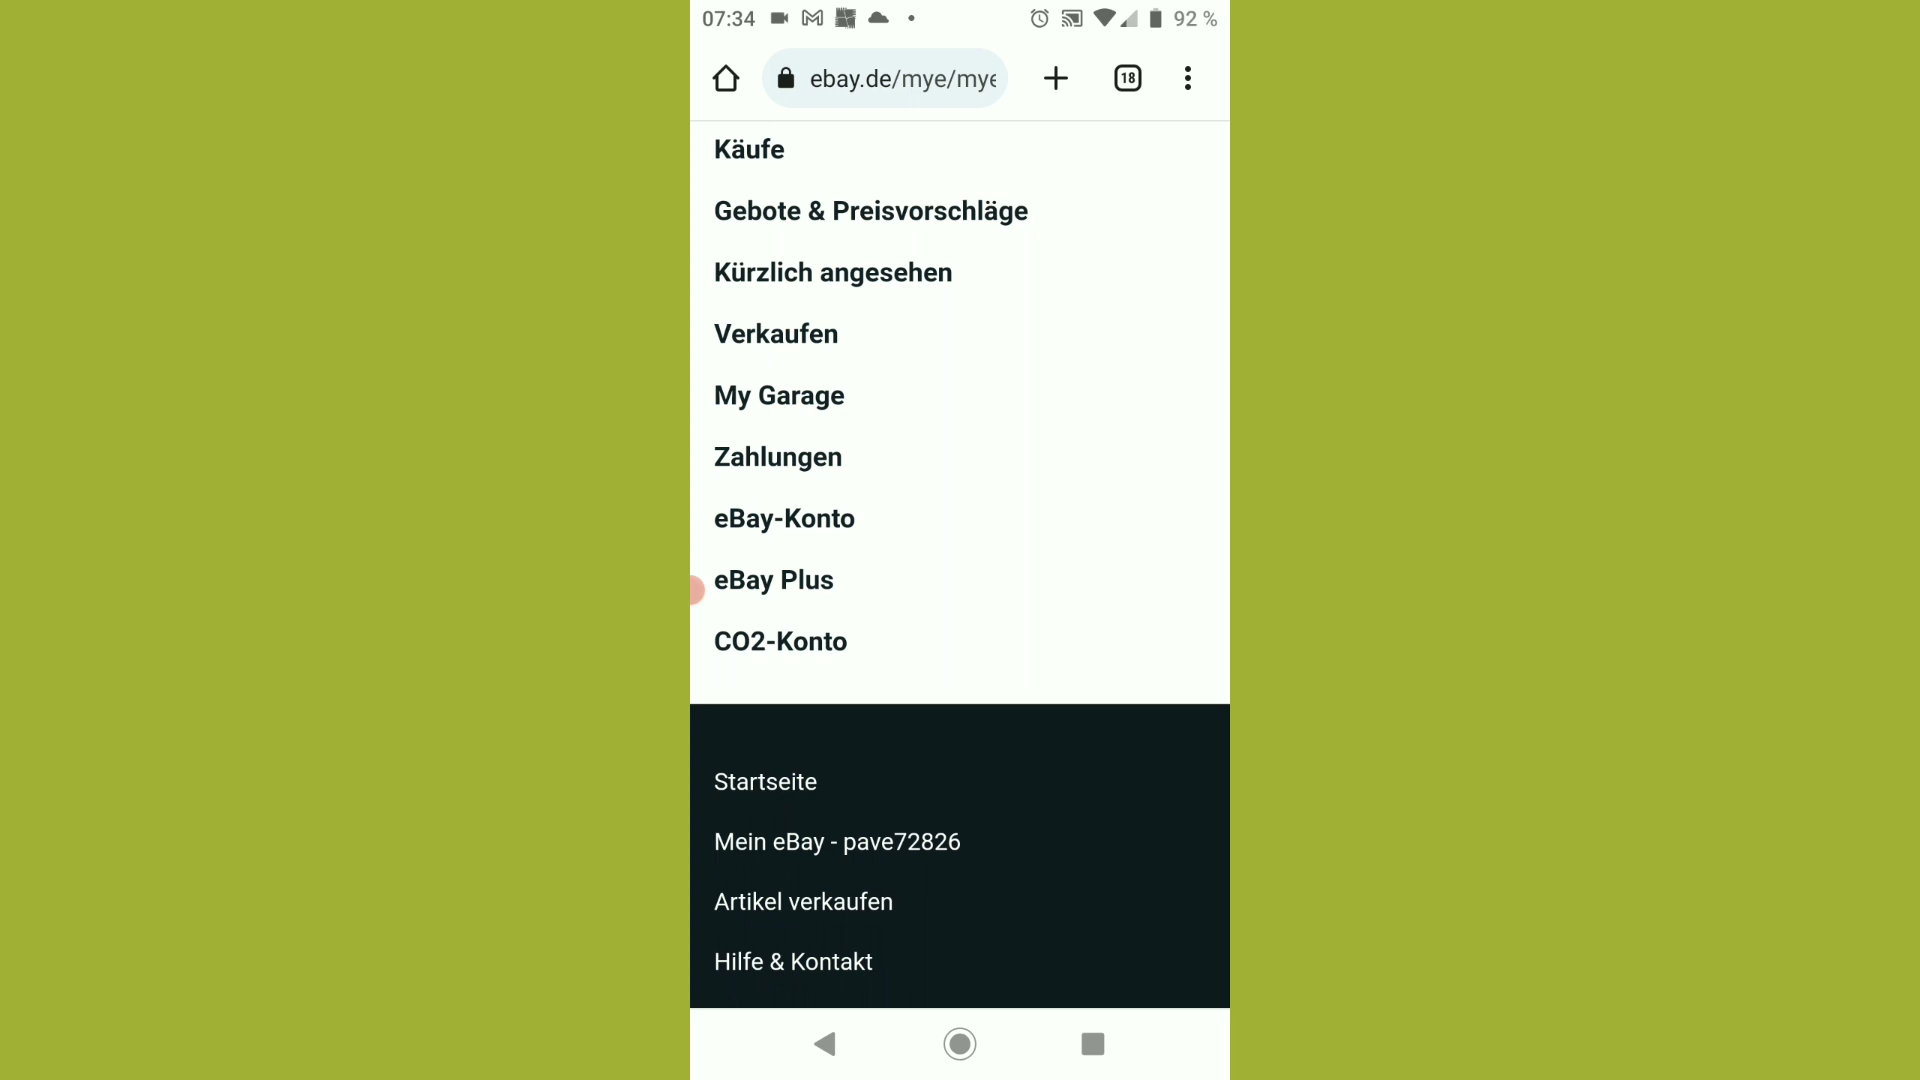 07:34
92 %
ebay.de/mye/mye
18
Käufe
Gebote & Preisvorschläge
Kürzlich angesehen
Verkaufen
My Garage
Zahlungen
eBay-Konto
eBay Plus
CO2-Konto
Startseite
Mein eBay - pave72826
Artikel verkaufen
Hilfe & Kontakt